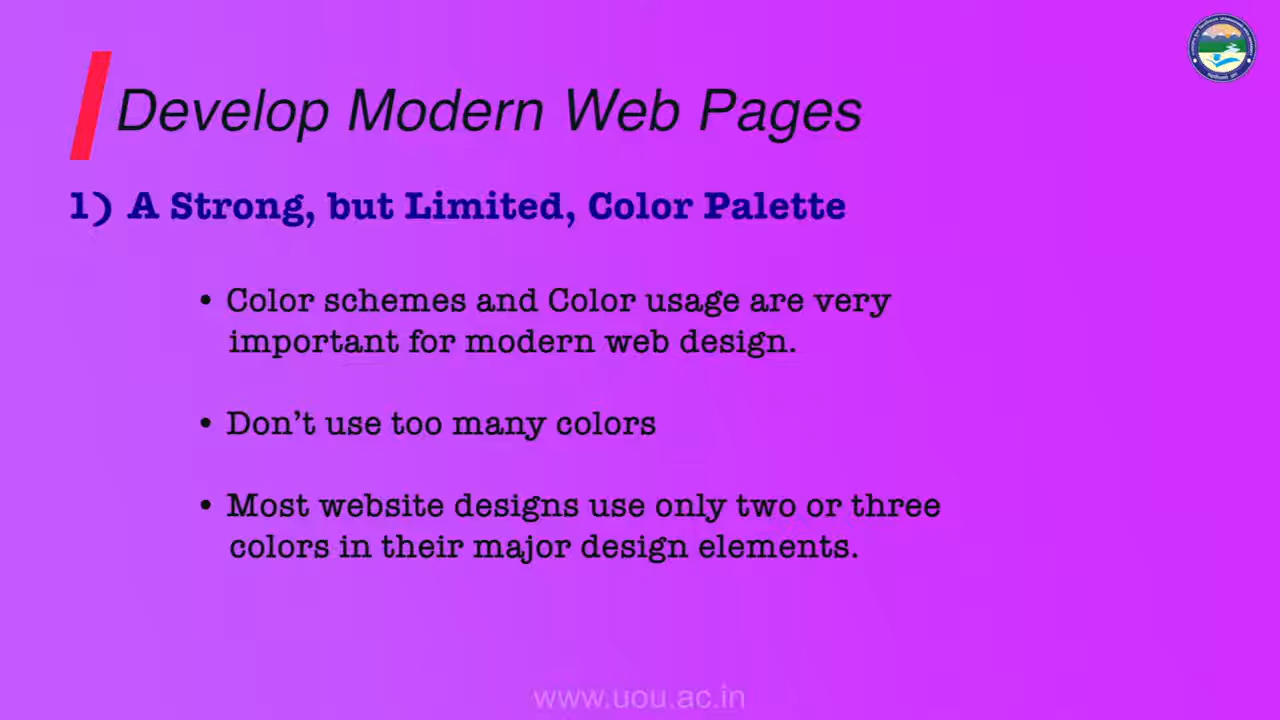 Develop Modern Web Pages
1) A Strong, but Limited, Color Palette
• Color schemes and Color usage are very
important for modern web design.
• Don’t use too many colors
• Most website designs use only two or three
colors in their major design elements.
www.uou.ac.in